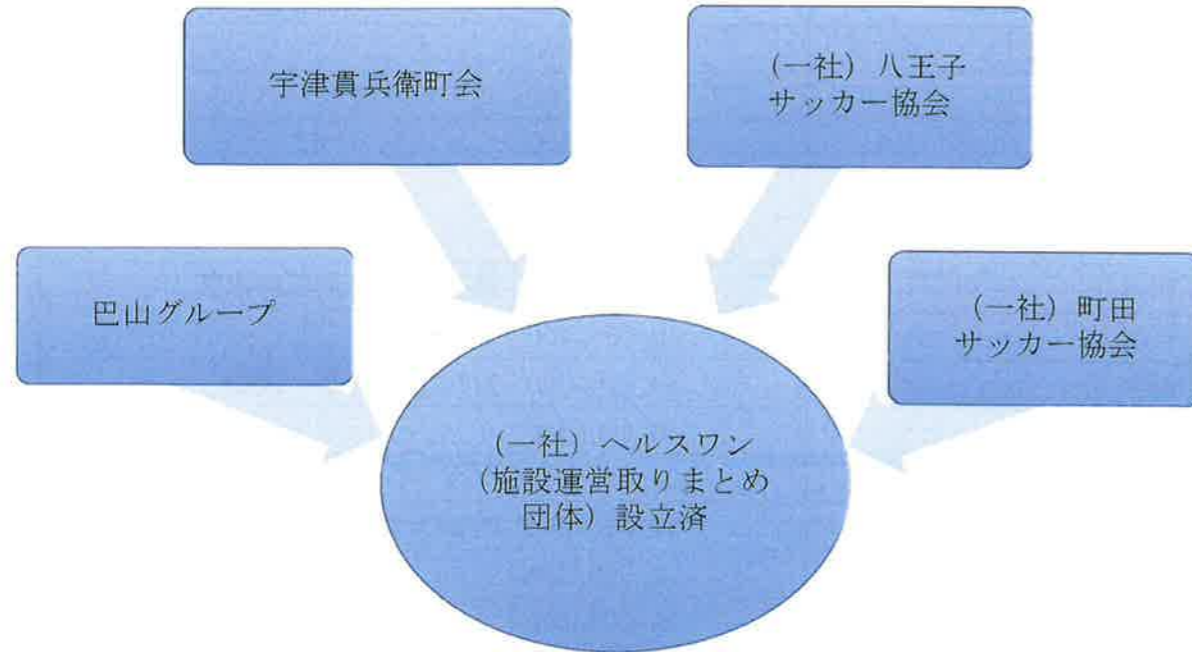 宇津貫兵衛町会
（一社）八王子
サッカー協会
巴山グループ
（一社）町田
サッカー協会
（一社）ヘルスワン
（施設運営取りまとめ
団体）設立済